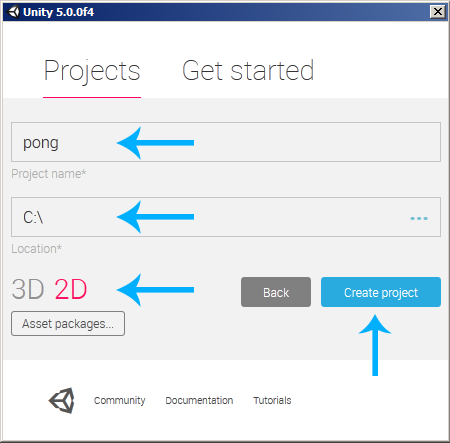 Unity 5.0.0f4
Projects Get started
pong
Project name*
C:\
Location*
3D 2D Back Create project
Asset packages...
Community Documentation Tutorials